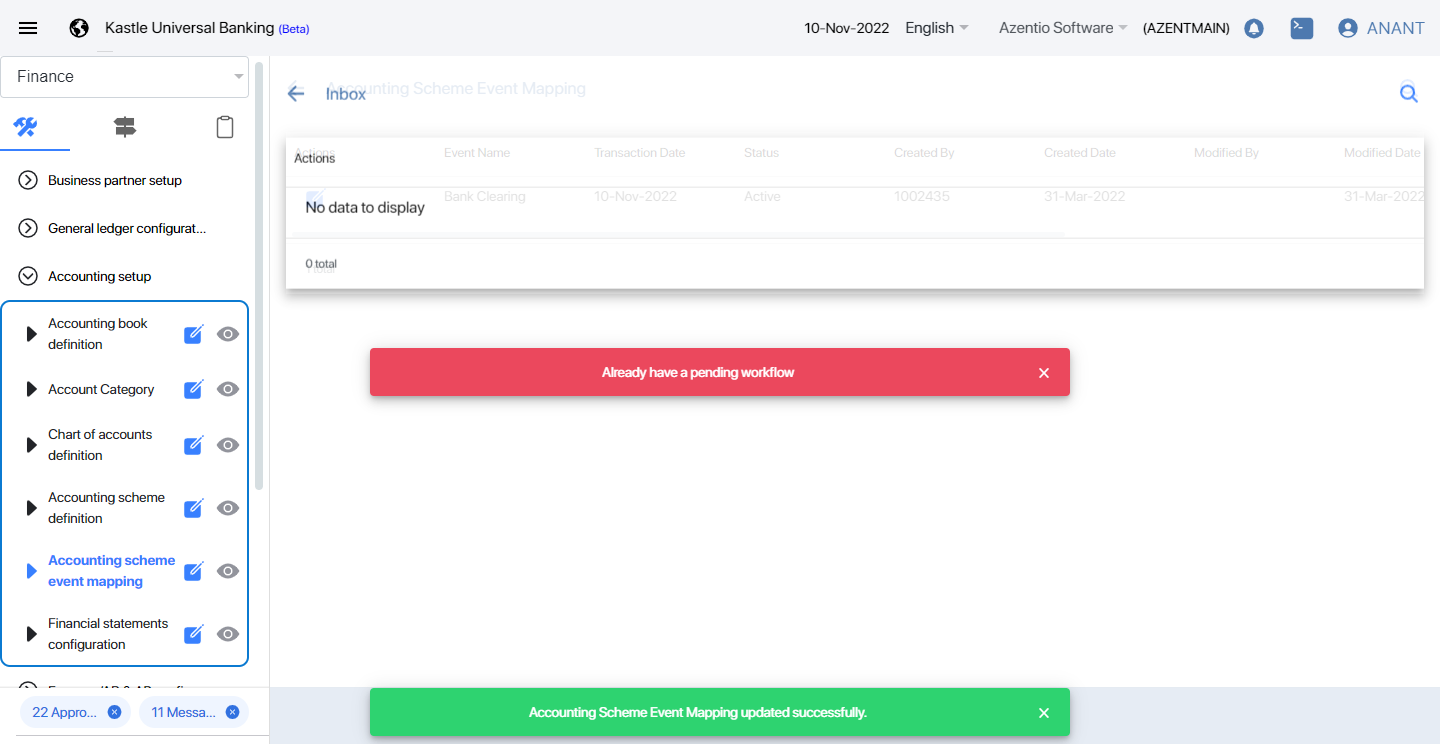 Kastle Universal Banking (Beta)
10-Nov-2022
English
Azentio Software
(AZENTMAIN)
ANANT
Finance
Business partner setup
General ledger configurat...
Accounting setup
Accounting book
definition
Account Category
Chart of accounts
definition
Accounting scheme
definition
Accounting scheme
event mapping
Financial statements
configuration
22 Appro...
11 Messa...
Inbox
Accounting Scheme Event Mapping
Actions
Actions Event Name Transaction Date Status Created By Created Date Modified By Modified Date
Bank Clearing 10-Nov-2022 Active 1002435 31-Mar-2022 31-Mar-2022
No data to display
0 total
Already have a pending workflow
Accounting Scheme Event Mapping updated successfully.